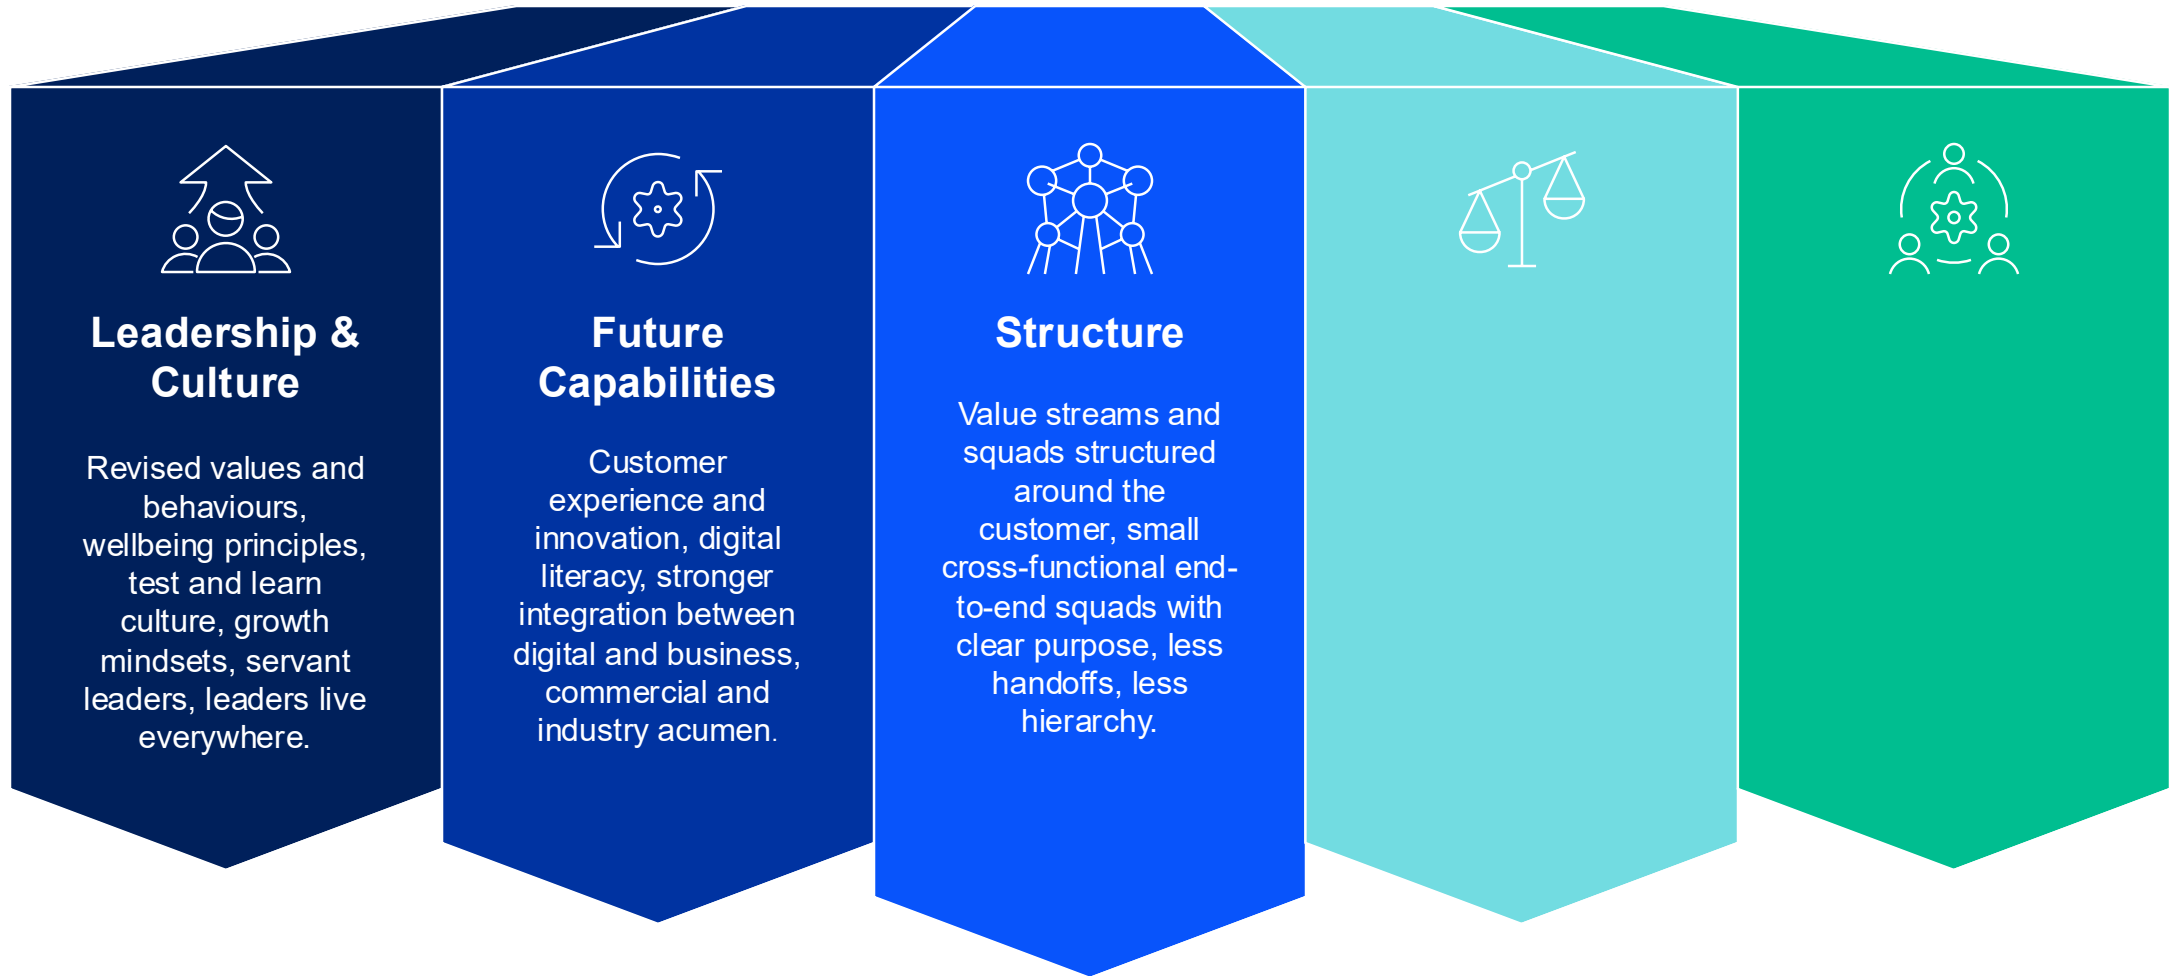 Leadership &
Culture
Revised values and
behaviours,
wellbeing principles,
test and learn
culture, growth
mindsets, servant
leaders, leaders live
everywhere.
Future
Capabilities
Customer
experience and
innovation, digital
literacy, stronger
integration between
digital and business,
commercial and
industry acumen.
Structure
Value streams and
squads structured
around the
customer, small
cross-functional end-
to-end squads with
clear purpose, less
handoffs, less
hierarchy.